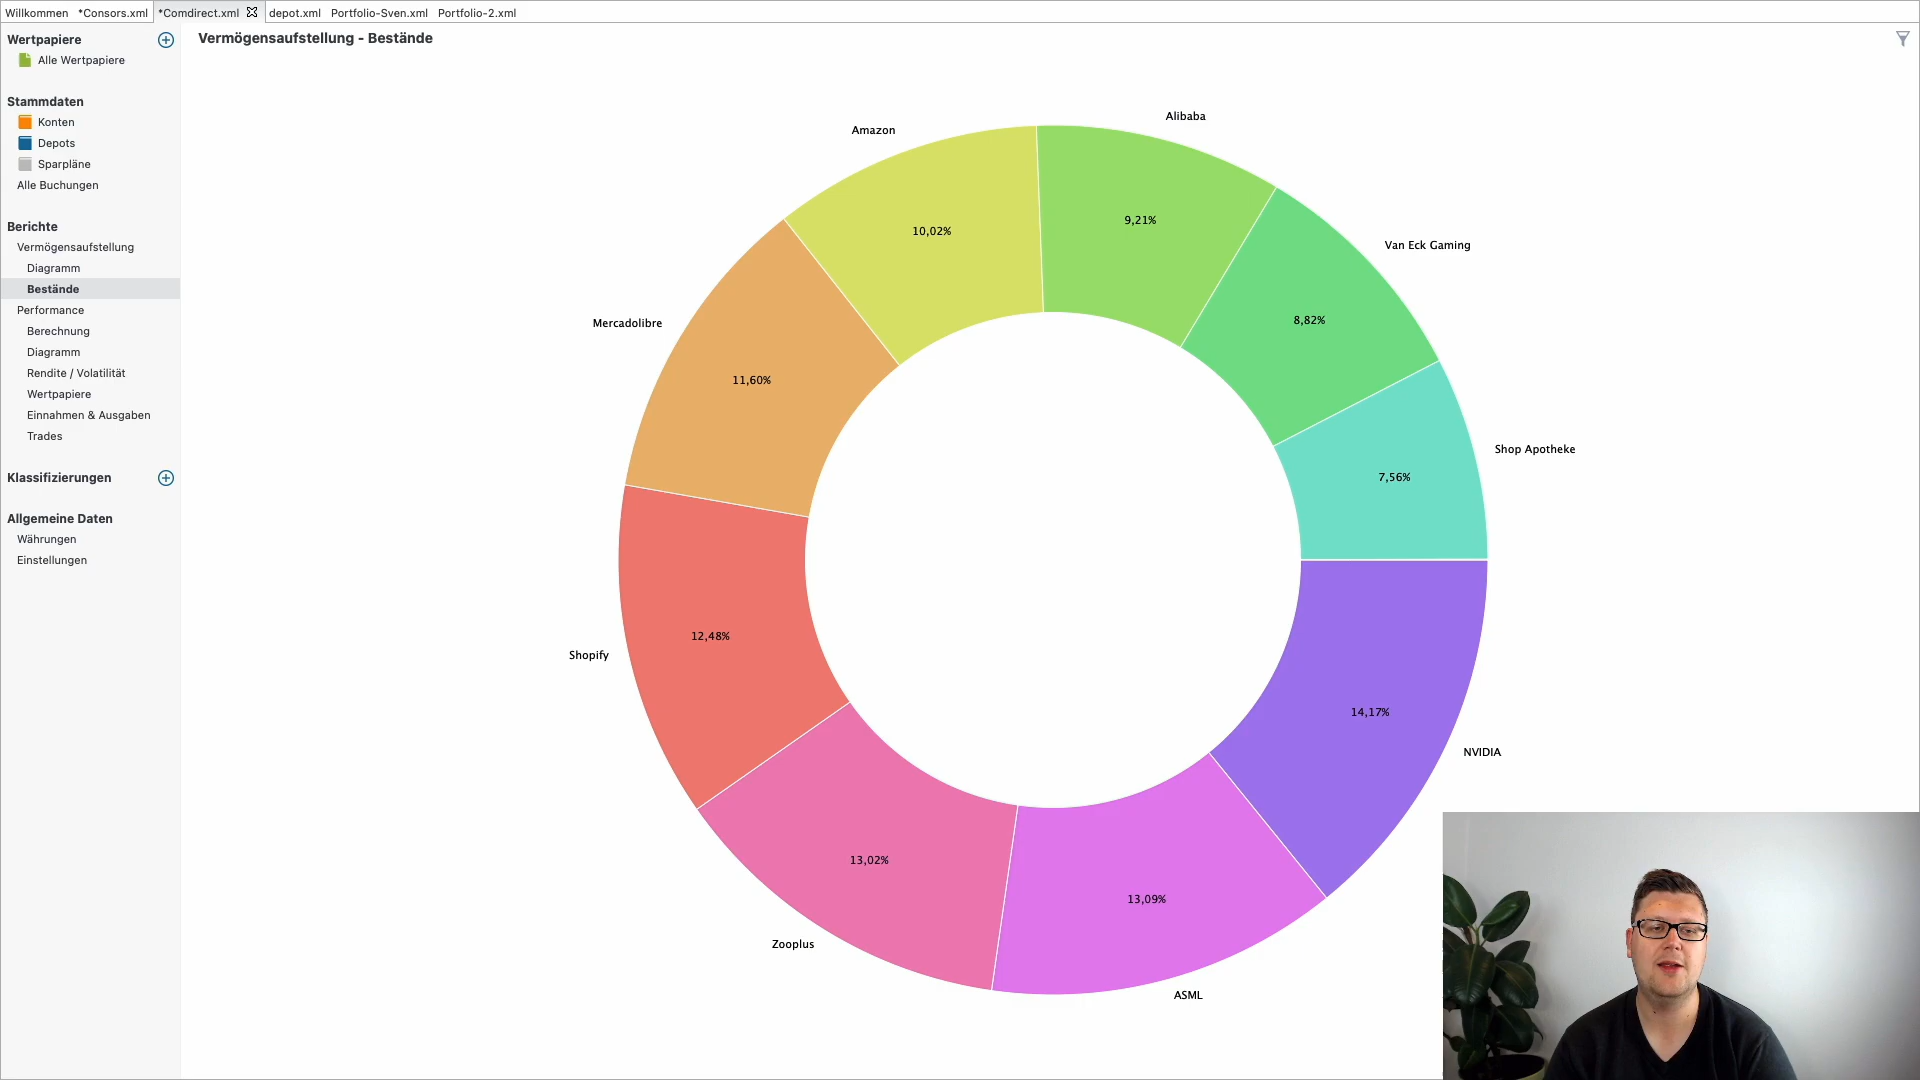 Willkommen *Consors.xml *Comdirect.xml depot.xml Portfolio-Sven.xml Portfolio-2.xml
Wertpapiere
Alle Wertpapiere
Stammdaten
Konten
Depots
Sparpläne
Alle Buchungen
Berichte
Vermögensaufstellung
Diagramm
Bestände
Performance
Berechnung
Diagramm
Rendite / Volatilität
Wertpapiere
Einnahmen & Ausgaben
Trades
Klassifizierungen
Allgemeine Daten
Währungen
Einstellungen
Vermögensaufstellung - Bestände
Alibaba
Amazon
9,21%
10,02%
Van Eck Gaming
8,82%
Mercadolibre
11,60%
Shop Apotheke
7,56%
12,48%
Shopify
14,17%
NVIDIA
13,02%
13,09%
Zooplus
ASML